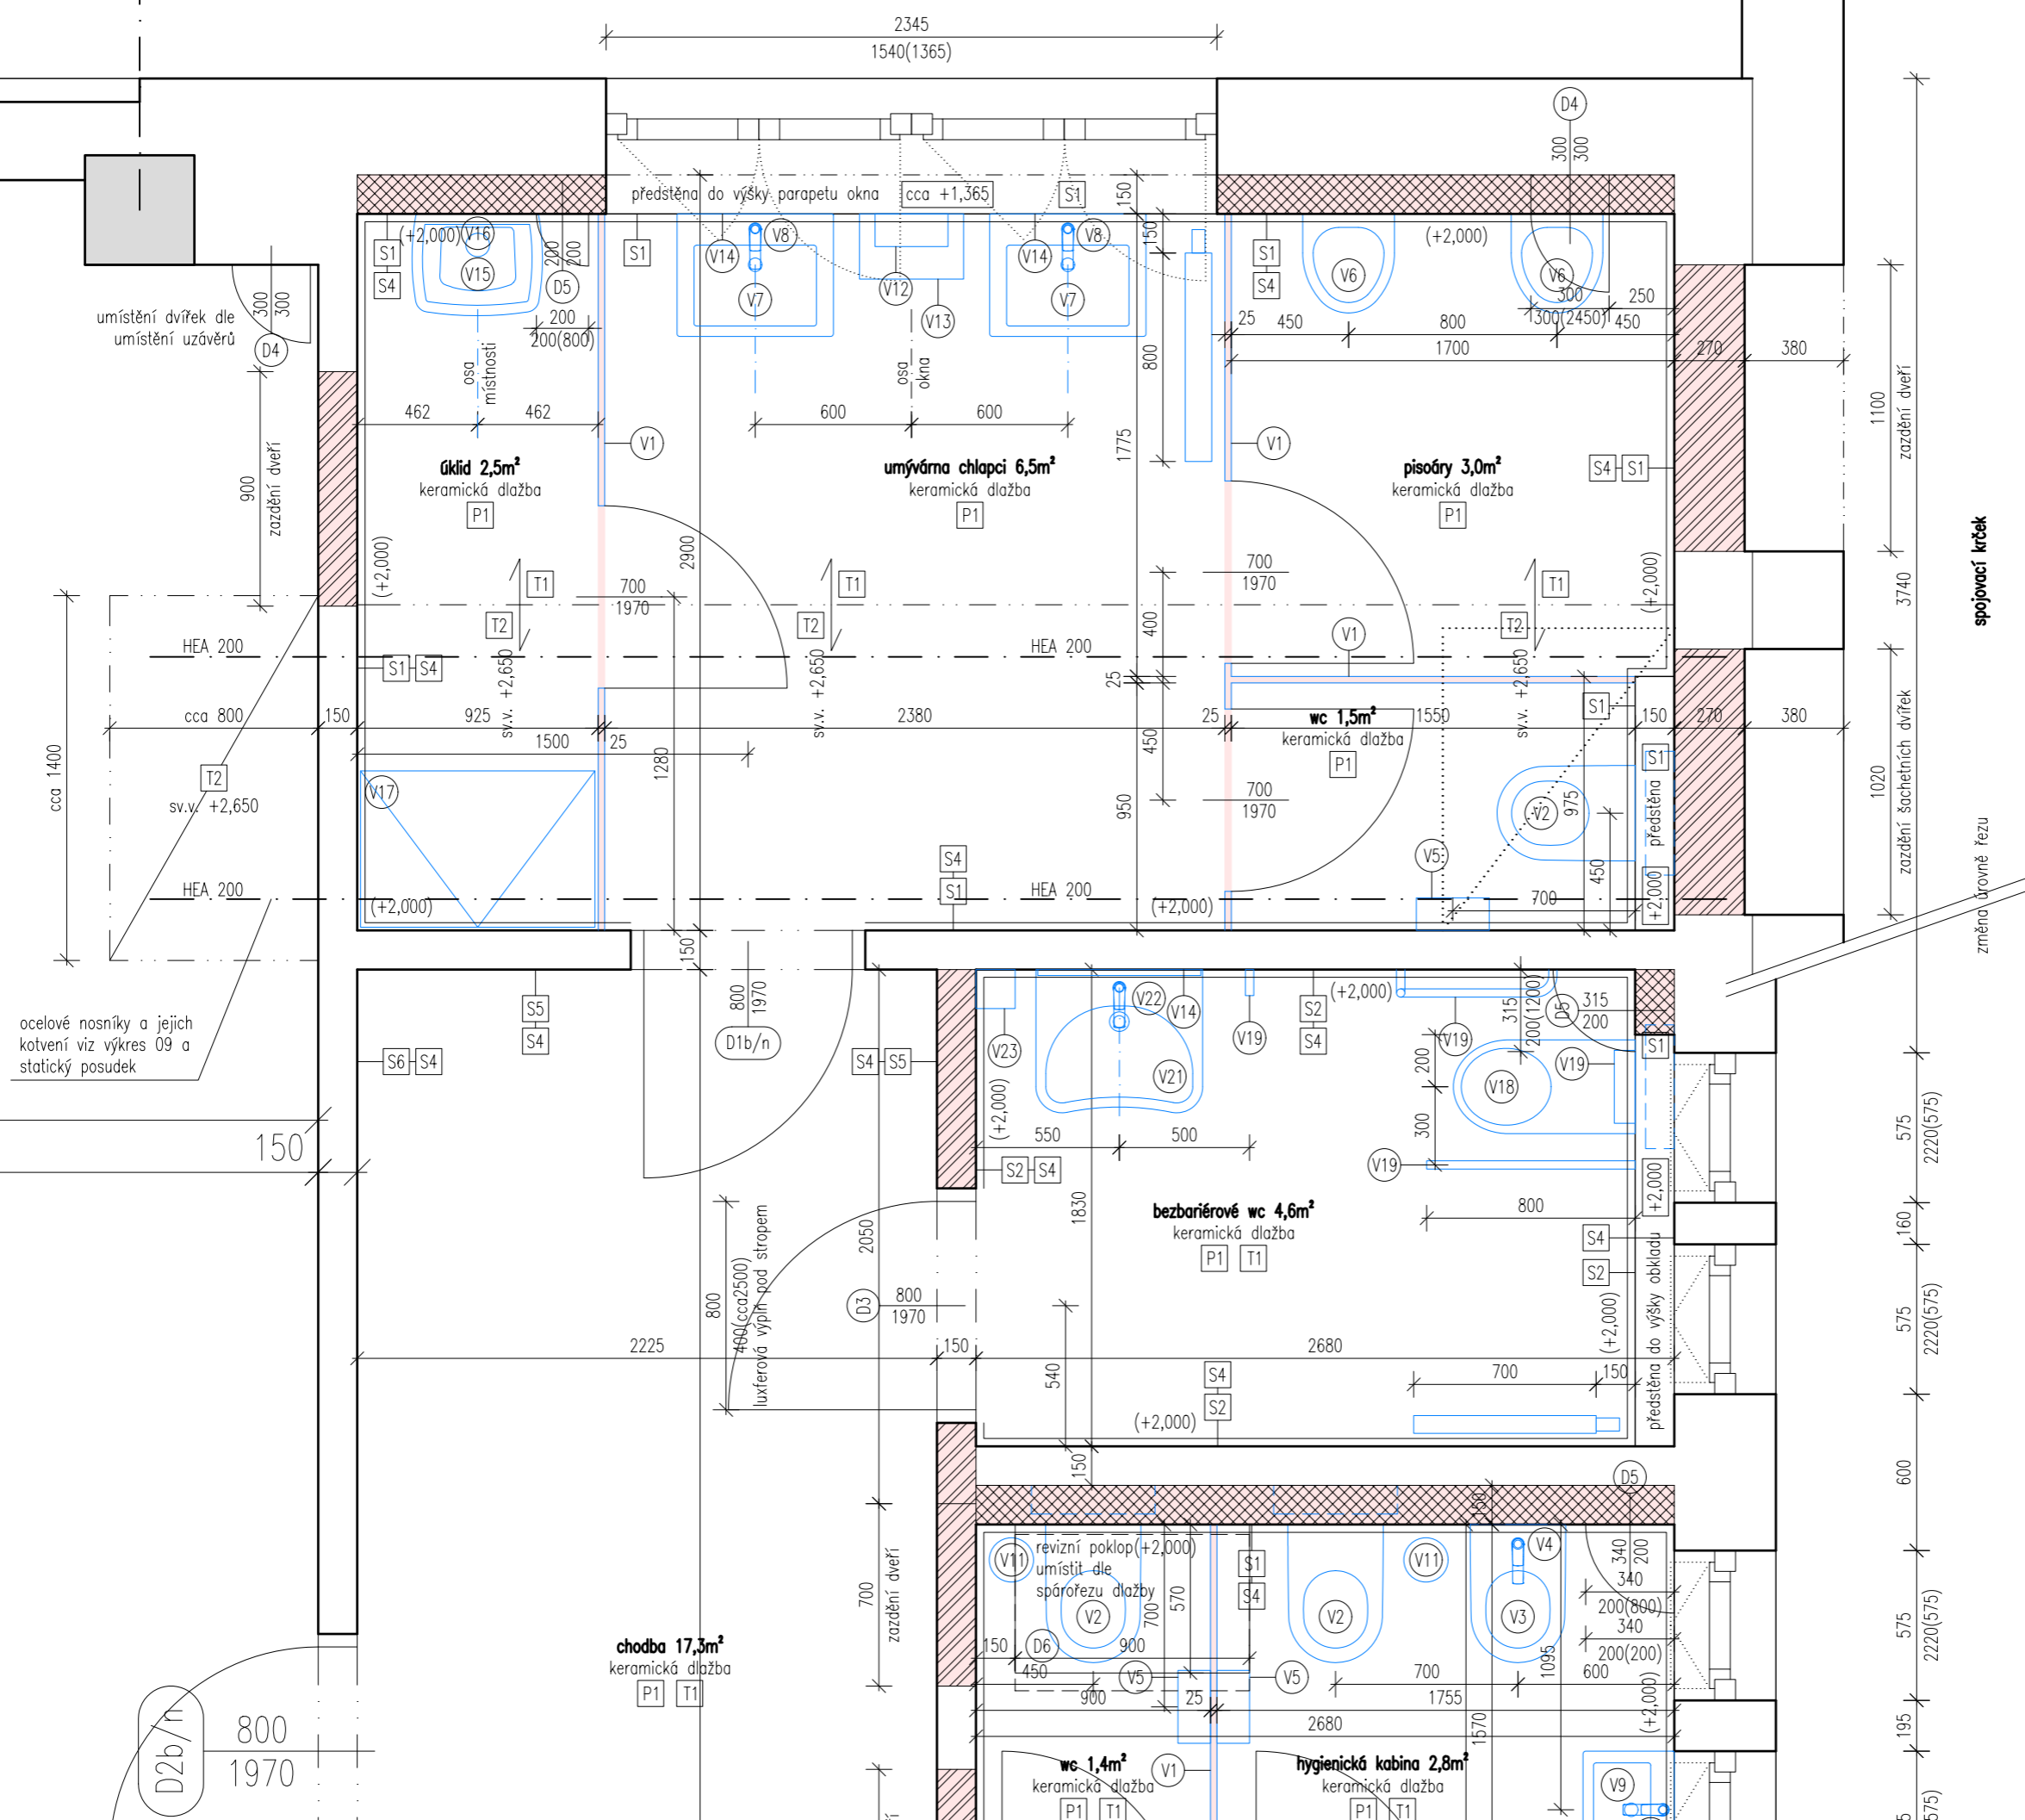 2345
1540(1365)
D4
300
300
předstěna do výšky parapetu okna
cca +1,365
S1
150
(+2,000)
V16
V15
S1
S4
200
200
D5
200
200(800)
S1
V14
V8
V7
V12
V13
V14
V8
V7
150
800
S1
S4
V6
(+2,000)
V6
300
250
300(2450)
25
450
800
450
1700
270
380
umístění dvířek dle
umístění uzávěrů
300
300
D4
900
zazdění dveří
osa
místnosti
462
462
osa
okna
600
600
V1
1775
V1
úklid 2,5m²
keramická dlažba
P1
umývárna chlapci 6,5m²
keramická dlažba
P1
pisoáry 3,0m²
keramická dlažba
P1
S4
S1
1100
zazdění dveří
3740
spojovací krček
(+2,000)
2900
T1
T2
sv.v. +2,650
700
1970
T1
T2
sv.v. +2,650
700
1970
400
T1
T2
sv.v. +2,650
(+2,000)
V1
HEA 200
HEA 200
S1
S4
25
cca 800
150
925
25
2380
25
1550
150
270
380
1500
1280
cca 1400
T2
sv.v. +2,650
V17
wc 1,5m²
keramická dlažba
P1
S1
S1
450
950
700
1970
V2
975
450
700
V5
předstěna
+2,000
1020
zazdění šachetních dvířek
změna úrovně řezu
HEA 200
HEA 200
(+2,000)
S4
S1
(+2,000)
150
800
1970
D1b/n
ocelové nosníky a jejich
kotvení viz výkres 09 a
statický posudek
S5
S4
S6
S4
S4
S5
150
V23
V22
V14
V21
V19
S2
S4
(+2,000)
V19
315
200(1200)
D5
315
200
S1
V19
V18
200
300
V19
(+2,000)
550
500
S2
S4
1830
2050
bezbariérové wc 4,6m²
keramická dlažba
P1
T1
800
S4
S2
+2,000
předstěna do výšky obkladu
(+2,000)
575
2220(575)
160
575
2220(575)
800
400(cca2500)
luxferová výplň pod stropem
D3
800
1970
2225
150
2680
540
S4
S2
(+2,000)
700
150
150
600
D5
150
V11
revizní poklop(+2,000)
umístit dle
spárořezu dlažby
V2
S1
S4
700
570
V2
V11
V4
V3
340
200
340
200(800)
340
200(200)
1095
575
2220(575)
700
zazdění dveří
chodba 17,3m²
keramická dlažba
P1
T1
150
D6
900
450
V5
V5
700
600
900
25
1755
2680
1570
(+2,000)
195
D2b/n
800
1970
wc 1,4m²
keramická dlažba
P1
T1
V1
hygienická kabina 2,8m²
keramická dlažba
P1
T1
V9